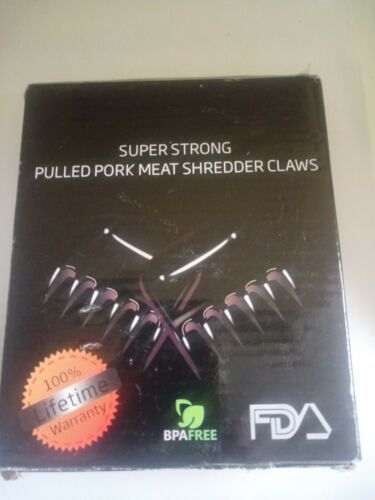 SUPER STRONG
PULLED PORK MEAT SHREDDER CLAWS
100%
Lifetime
Warranty
BPAFREE
FDA